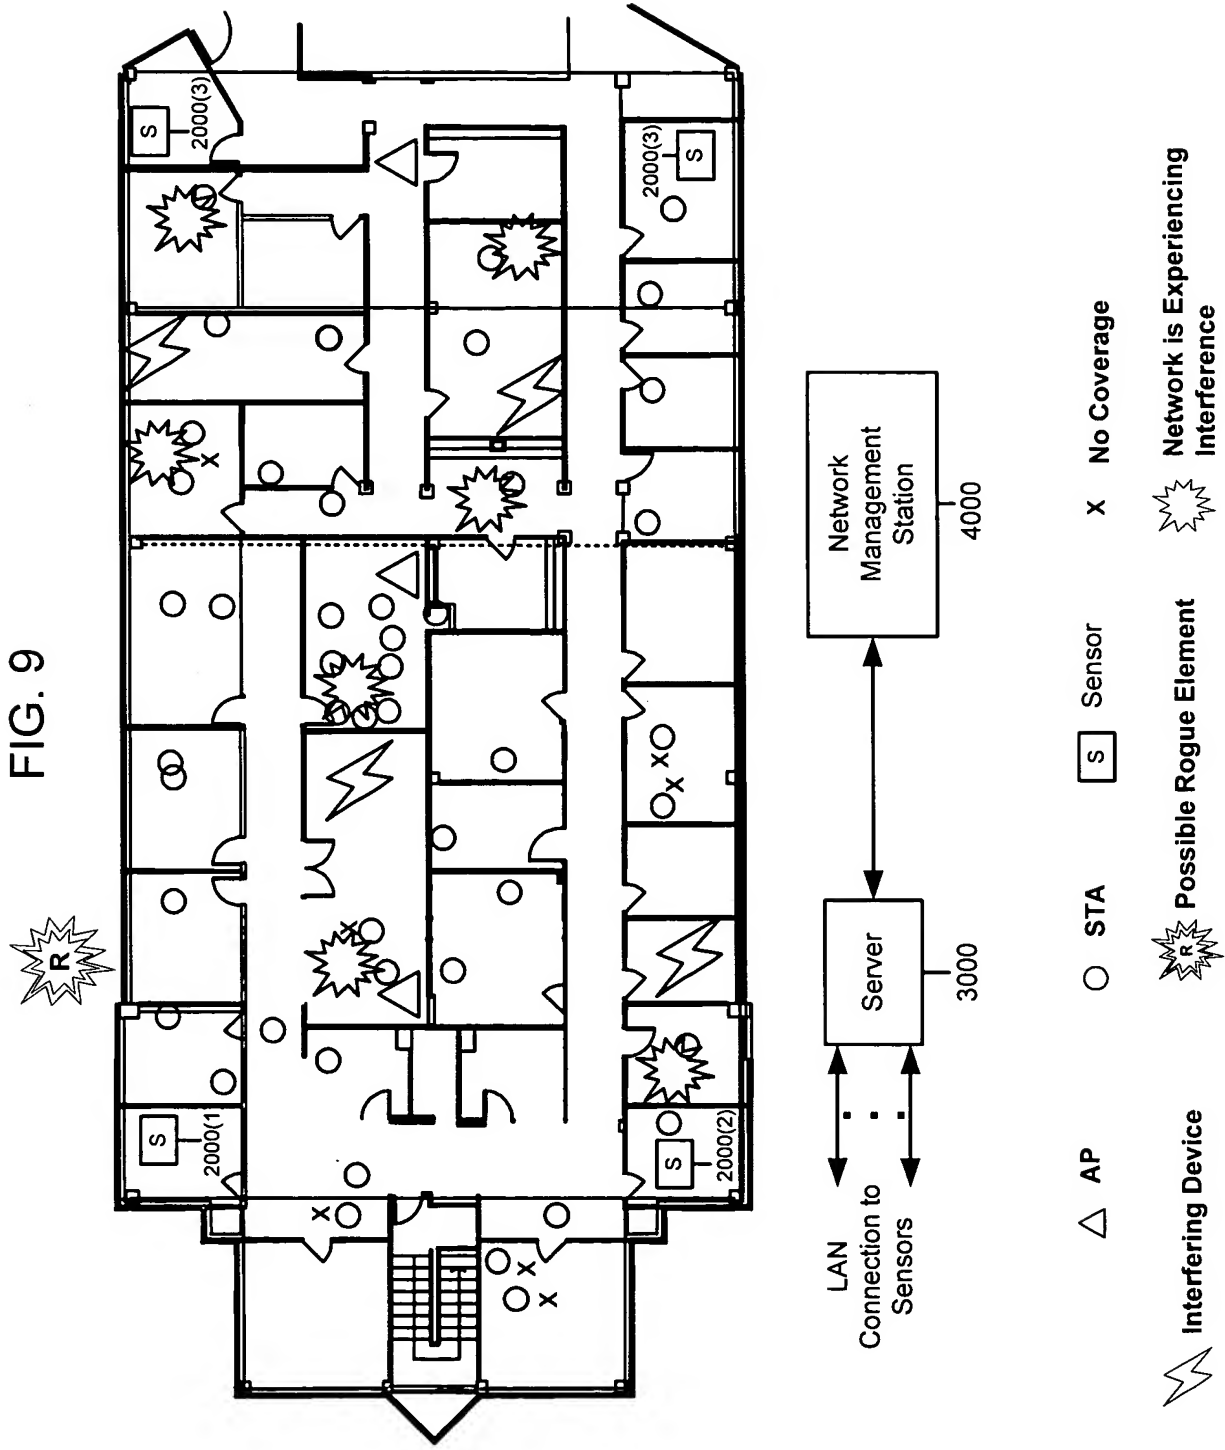 FIG. 9
R
S
2000(1
S
2000(2)
S
2000(3)
S
2000(3)
X
X
X
X
X
X
X
LAN
Connection to
Sensors
Server
3000
Network
Management
Station
4000
AP
STA
S
Sensor
X
No Coverage
Interfering Device
R
Possible Rogue Element
Network is Experiencing
Interference